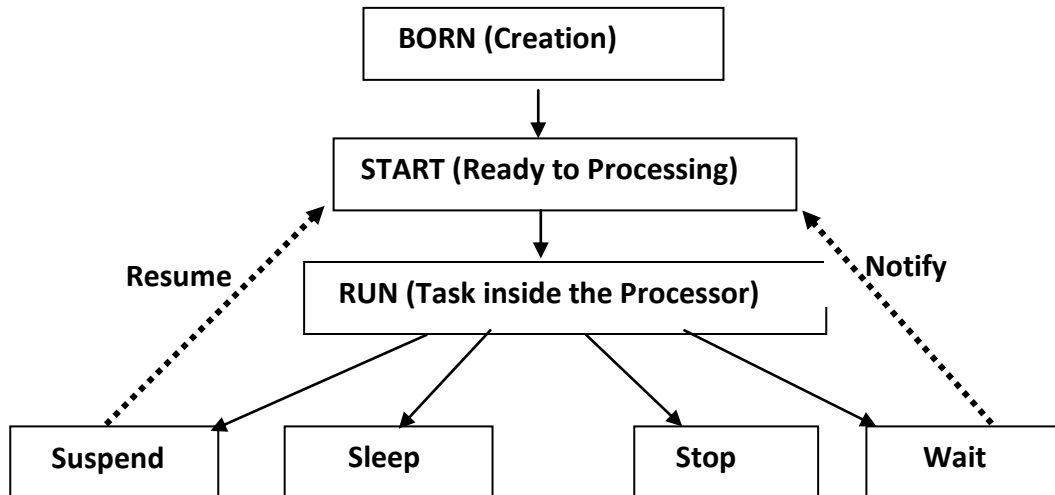 BORN (Creation)
START (Ready to Processing)
Resume
Notify
RUN (Task inside the Processor)
Suspend
Sleep
Stop
Wait